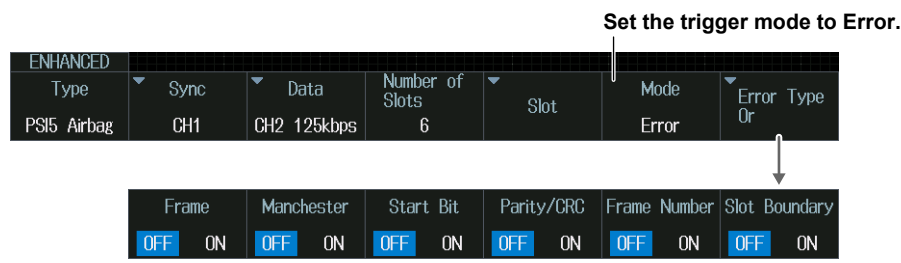 Set the trigger mode to Error.
ENHANCED
Type
PSI5 Airbag
Sync
CH1
Data
CH2 125kbps
Number of
Slots
6
Slot
Mode
Error
Error Type
Or
Frame
OFF ON
Manchester
OFF ON
Start Bit
OFF ON
Parity/CRC
OFF ON
Frame Number
OFF ON
Slot Boundary
OFF ON